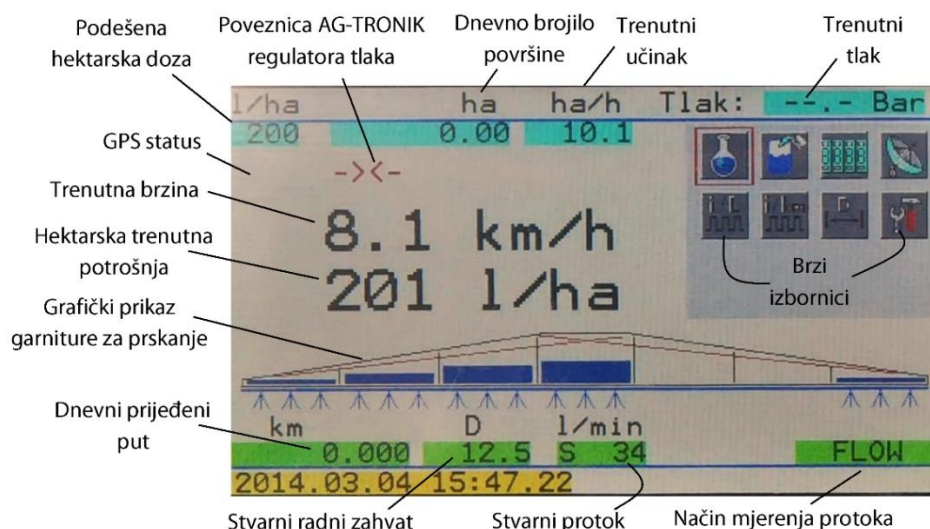 Podešena
hektarska doza
Poveznica AG-TRONIK
regulatora tlaka
Dnevno brojilo
površine
Trenutni
učinak
Trenutni
tlak
l/ha ha ha/h Tlak: --.- Bar
200 0.00 10.1
GPS status
->‹-
Trenutna brzina
8.1 km/h
Hektarska trenutna
potrošnja
201 l/ha
i/L i/m D
Brzi
izbornici
Grafički prikaz
garniture za prskanje
Dnevni prijeđeni
put
km D l/min
0.000 12.5 S 34 FLOW
2014.03.04 15:47.22
Stvarni radni zahvat
Stvarni protok
Način mjerenja protoka